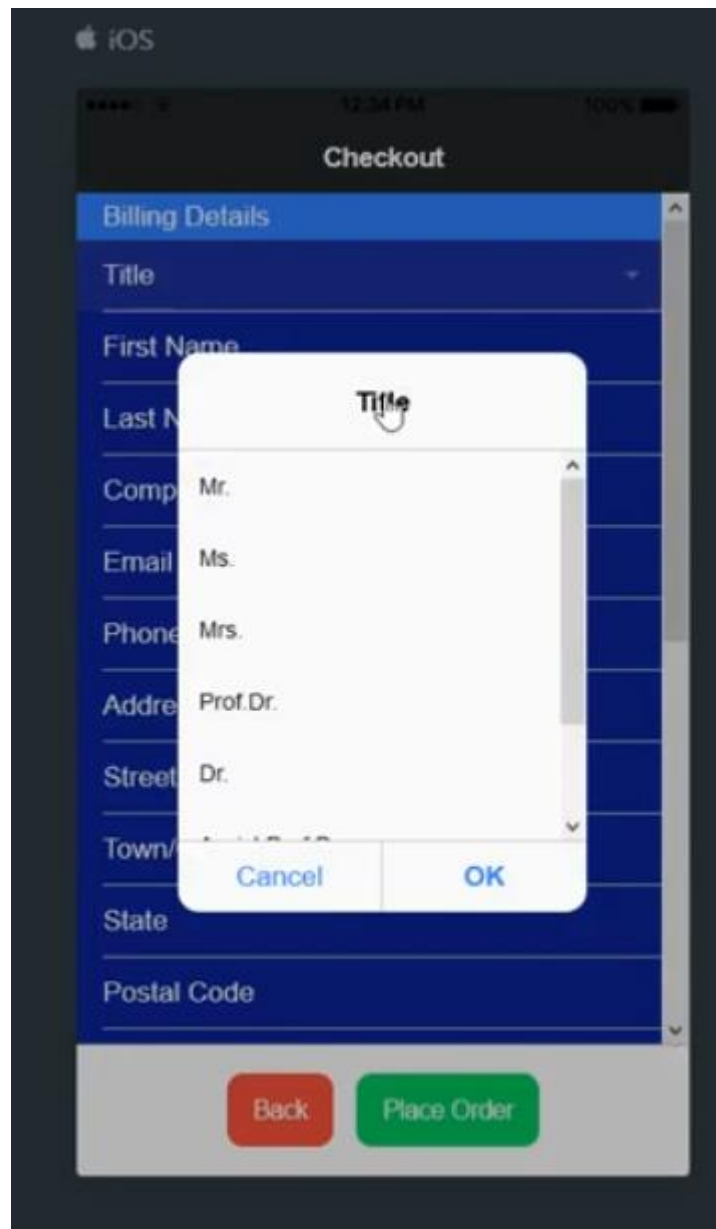 iOS
12:34 PM 100%
Checkout
Billing Details
Title
First Name
Last N
Title
Comp
Mr.
Email
Ms.
Phone
Mrs.
Addre
Prof.Dr.
Street
Dr.
Town/
Cancel OK
State
Postal Code
Back Place Order